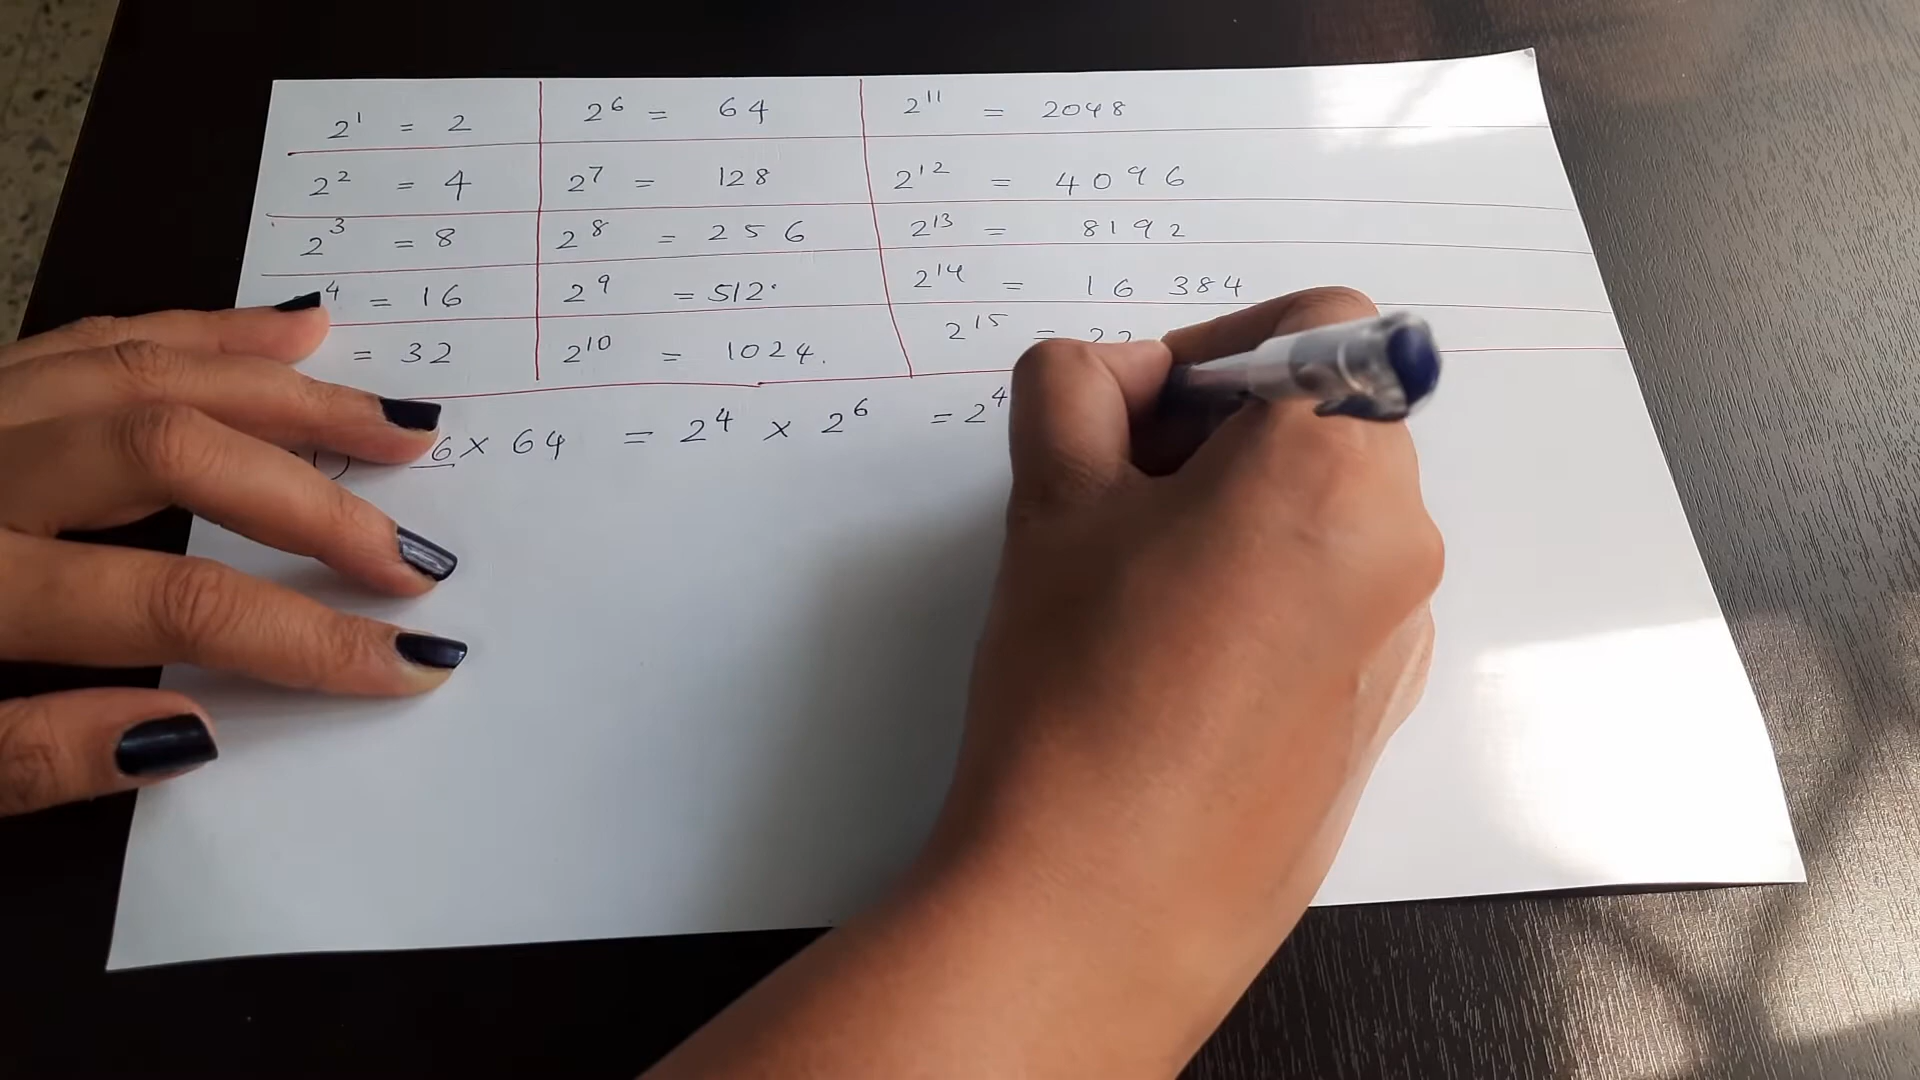 2¹ = 2 2⁶ = 64 2¹¹ = 2048
2² = 4 2⁷ = 128 2¹² = 4096
2³ = 8 2⁸ = 256 2¹³ = 8192
4 = 16 2⁹ = 512 2¹⁴ = 16 384
= 32 2¹⁰ = 1024. 2¹⁵ =
6 × 64 = 2⁴ × 2⁶ = 2⁴